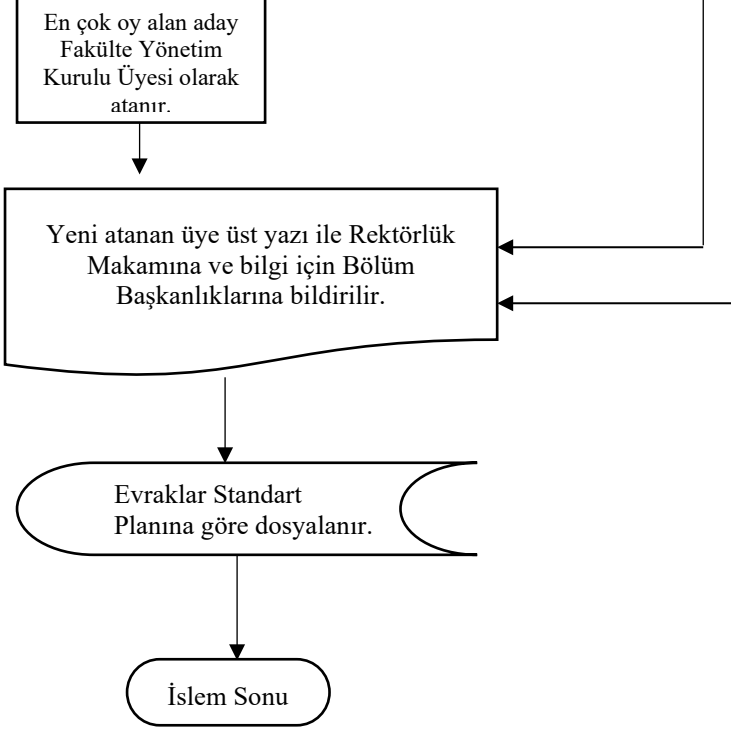 En çok oy alan aday
Fakülte Yönetim
Kurulu Üyesi olarak
atanır.
Yeni atanan üye üst yazı ile Rektörlük
Makamına ve bilgi için Bölüm
Başkanlıklarına bildirilir.
Evraklar Standart
Planına göre dosyalanır.
İslem Sonu